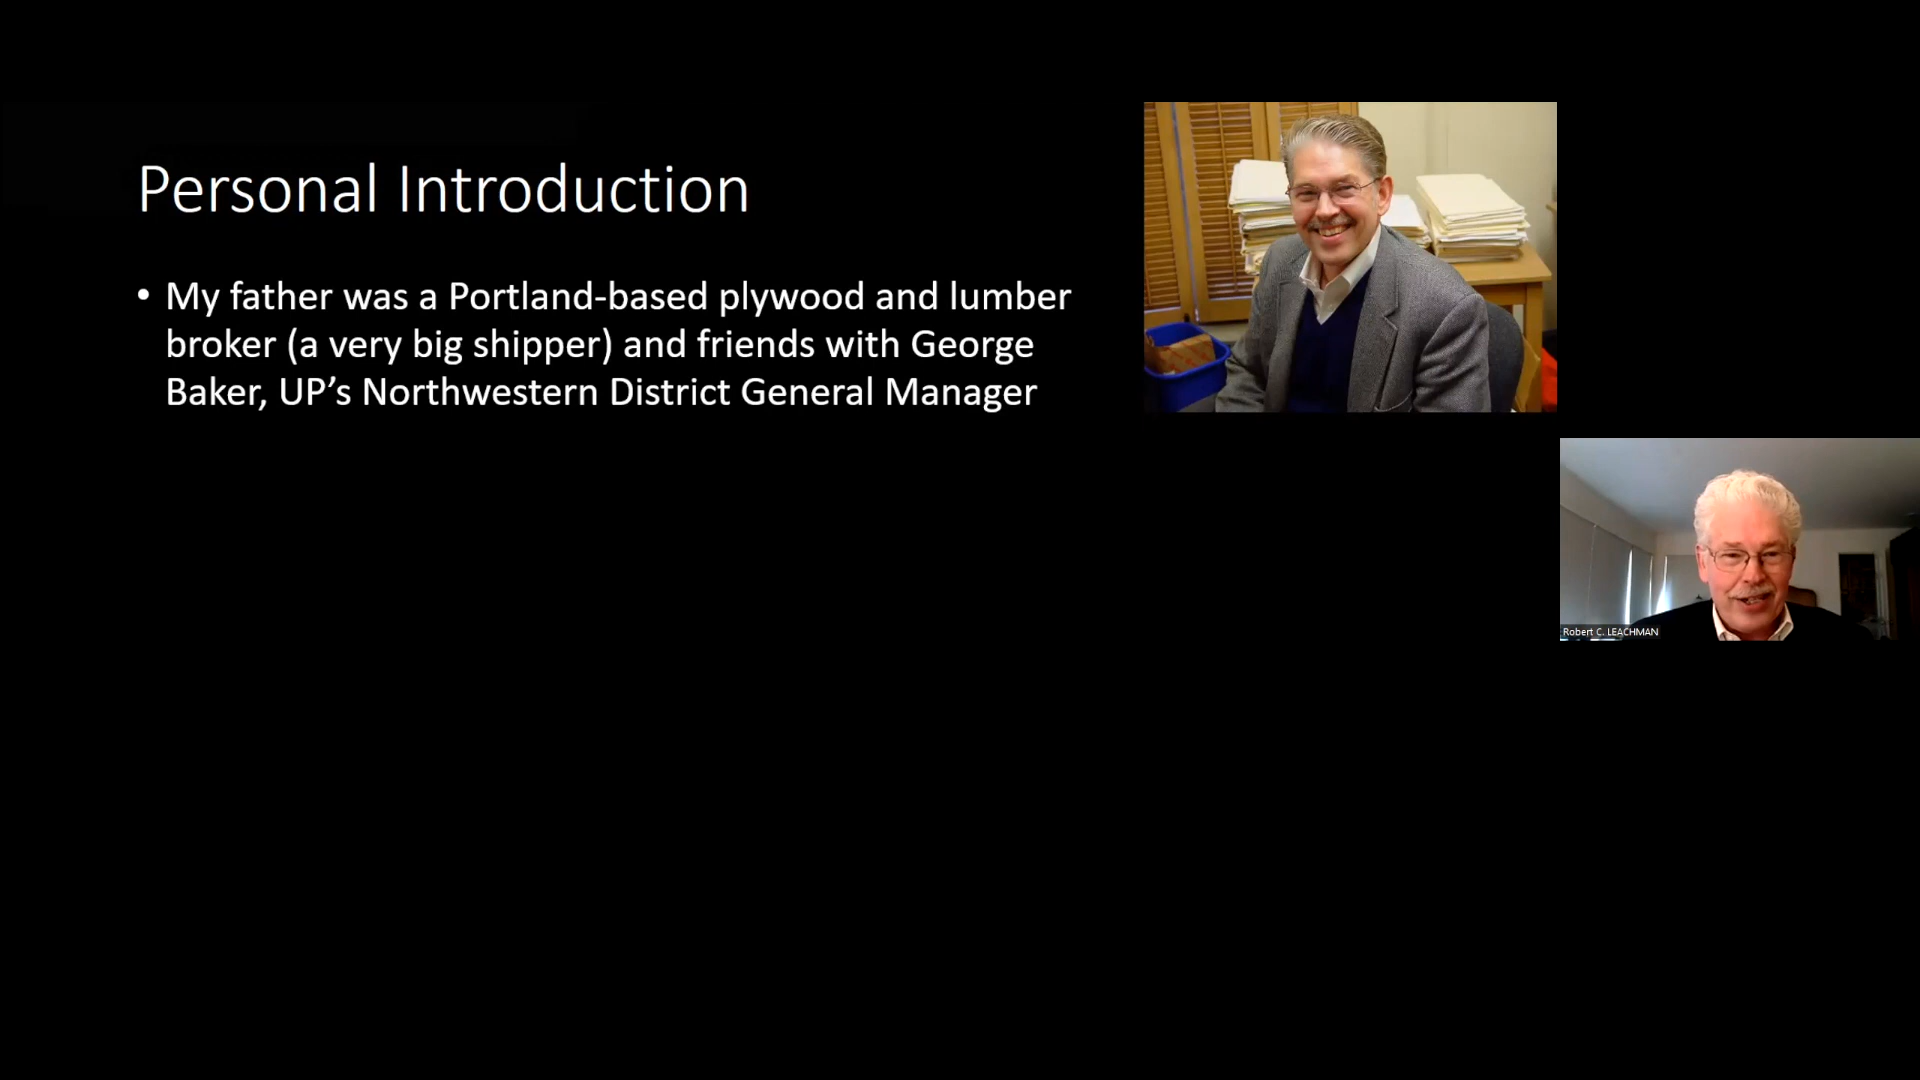 Personal Introduction
• My father was a Portland-based plywood and lumber
broker (a very big shipper) and friends with George
Baker, UP’s Northwestern District General Manager
Robert C. LEACHMAN